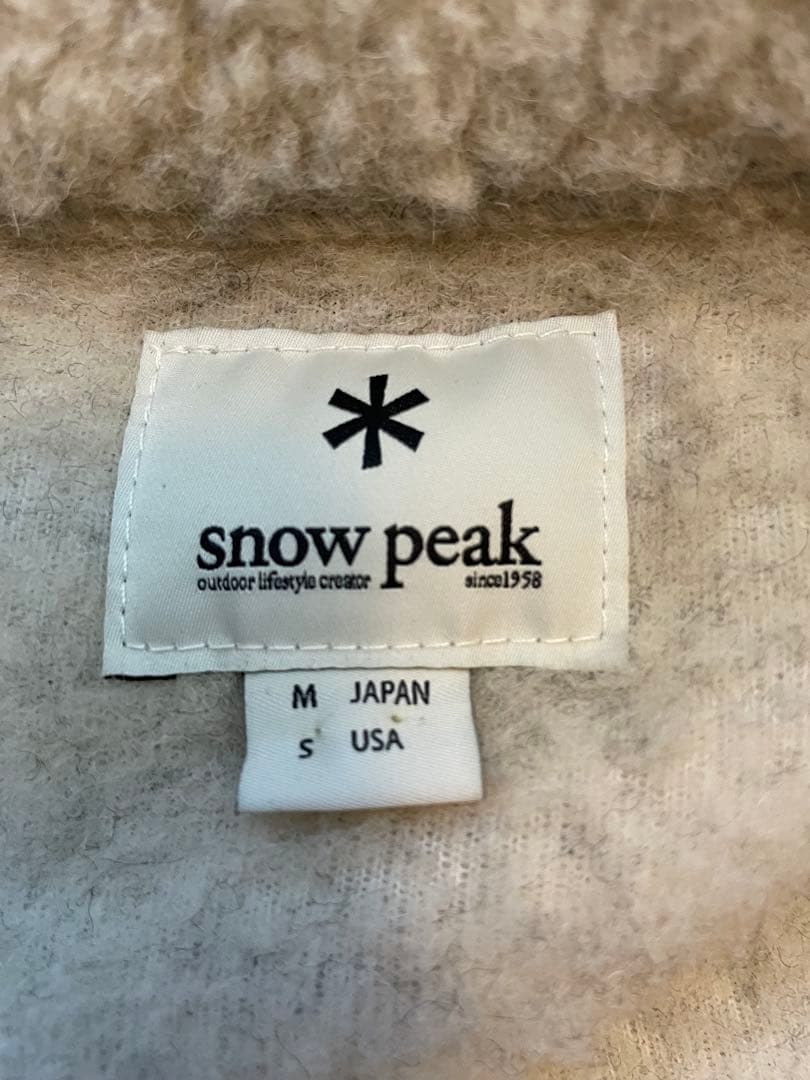 snow peak
outdoor lifestyle creator since1958
M JAPAN
S USA